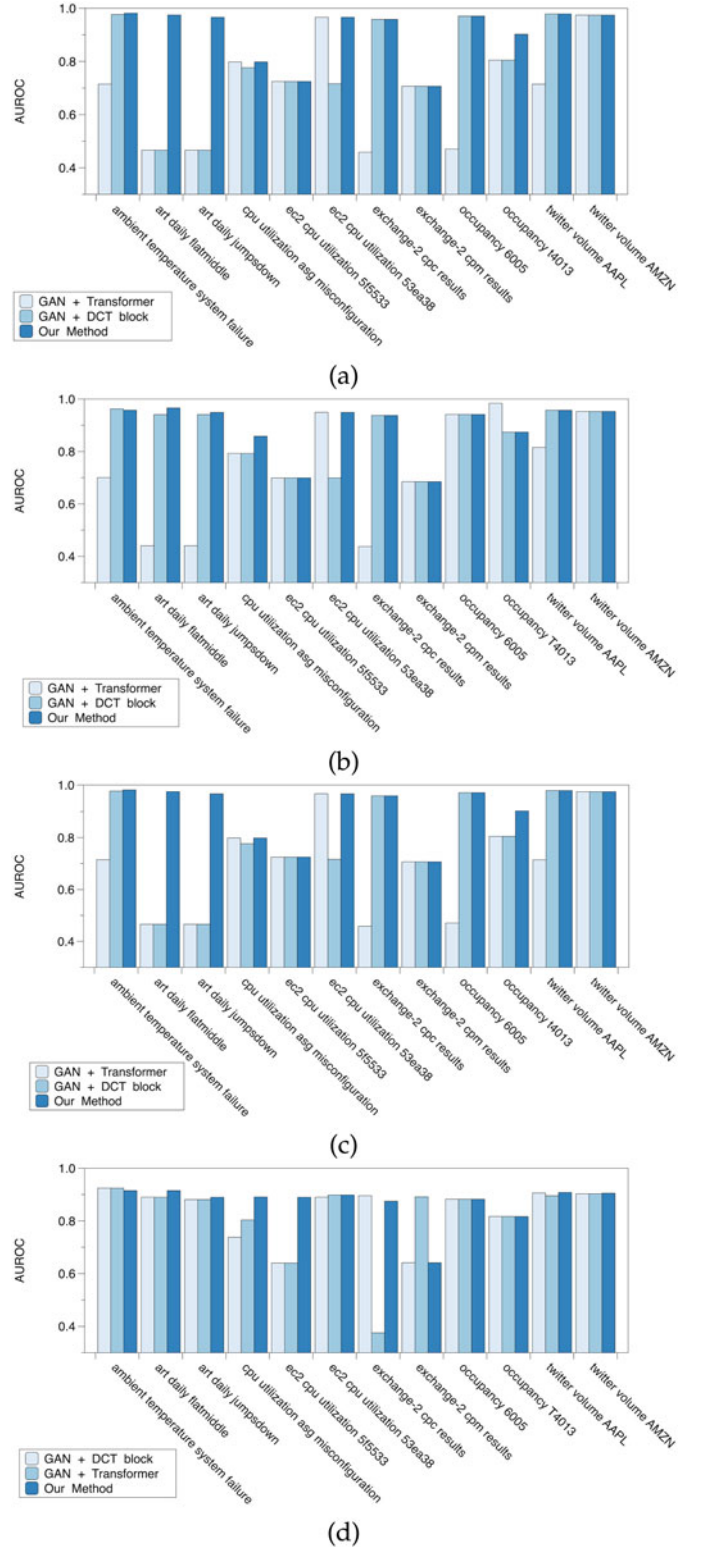 1.0
0.8
0.6
0.4
AUROC
ambient temperature system failure
art daily flatmiddle
art daily jumpsdown
cpu utilization asg misconfiguration
ec2 cpu utilization 5f5533
ec2 cpu utilization 53ea38
exchange-2 cpc results
exchange-2 cpm results
occupancy 6005
occupancy t4013
twitter volume AAPL
twitter volume AMZN
GAN + Transformer
GAN + DCT block
Our Method
(a)
1.0
0.8
0.6
0.4
AUROC
ambient temperature system failure
art daily flatmiddle
art daily jumpsdown
cpu utilization asg misconfiguration
ec2 cpu utilization 5f5533
ec2 cpu utilization 53ea38
exchange-2 cpc results
exchange-2 cpm results
occupancy 6005
occupancy T4013
twitter volume AAPL
twitter volume AMZN
GAN + Transformer
GAN + DCT block
Our Method
(b)
1.0
0.8
0.6
0.4
AUROC
ambient temperature system failure
art daily flatmiddle
art daily jumpsdown
cpu utilization asg misconfiguration
ec2 cpu utilization 5f5533
ec2 cpu utilization 53ea38
exchange-2 cpc results
exchange-2 cpm results
occupancy 6005
occupancy t4013
twitter volume AAPL
twitter volume AMZN
GAN + Transformer
GAN + DCT block
Our Method
(c)
1.0
0.8
0.6
0.4
AUROC
ambient temperature system failure
art daily flatmiddle
art daily jumpsdown
cpu utilization asg misconfiguration
ec2 cpu utilization 5f5533
ec2 cpu utilization 53ea38
exchange-2 cpc results
exchange-2 cpm results
occupancy 6005
occupancy T4013
twitter volume AAPL
twitter volume AMZN
GAN + DCT block
GAN + Transformer
Our Method
(d)